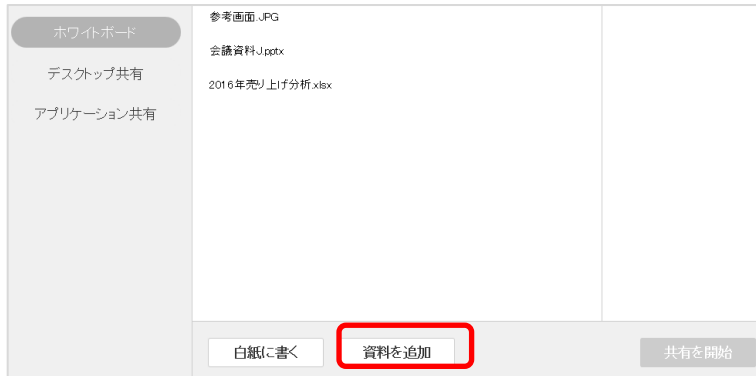 ホワイトボード
デスクトップ共有
アプリケーション共有
参考画面.JPG
会議資料J.pptx
2016年売り上げ分析.xlsx
白紙に書く
資料を追加
共有を開始